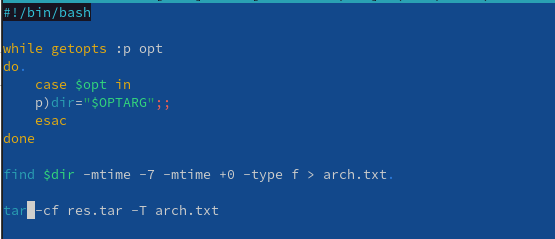 #!/bin/bash
while getopts :p opt
do.
case $opt in
p)dir="$OPTARG";;
esac
done
find $dir -mtime -7 -mtime +0 -type f > arch.txt.
tar -cf res.tar -T arch.txt